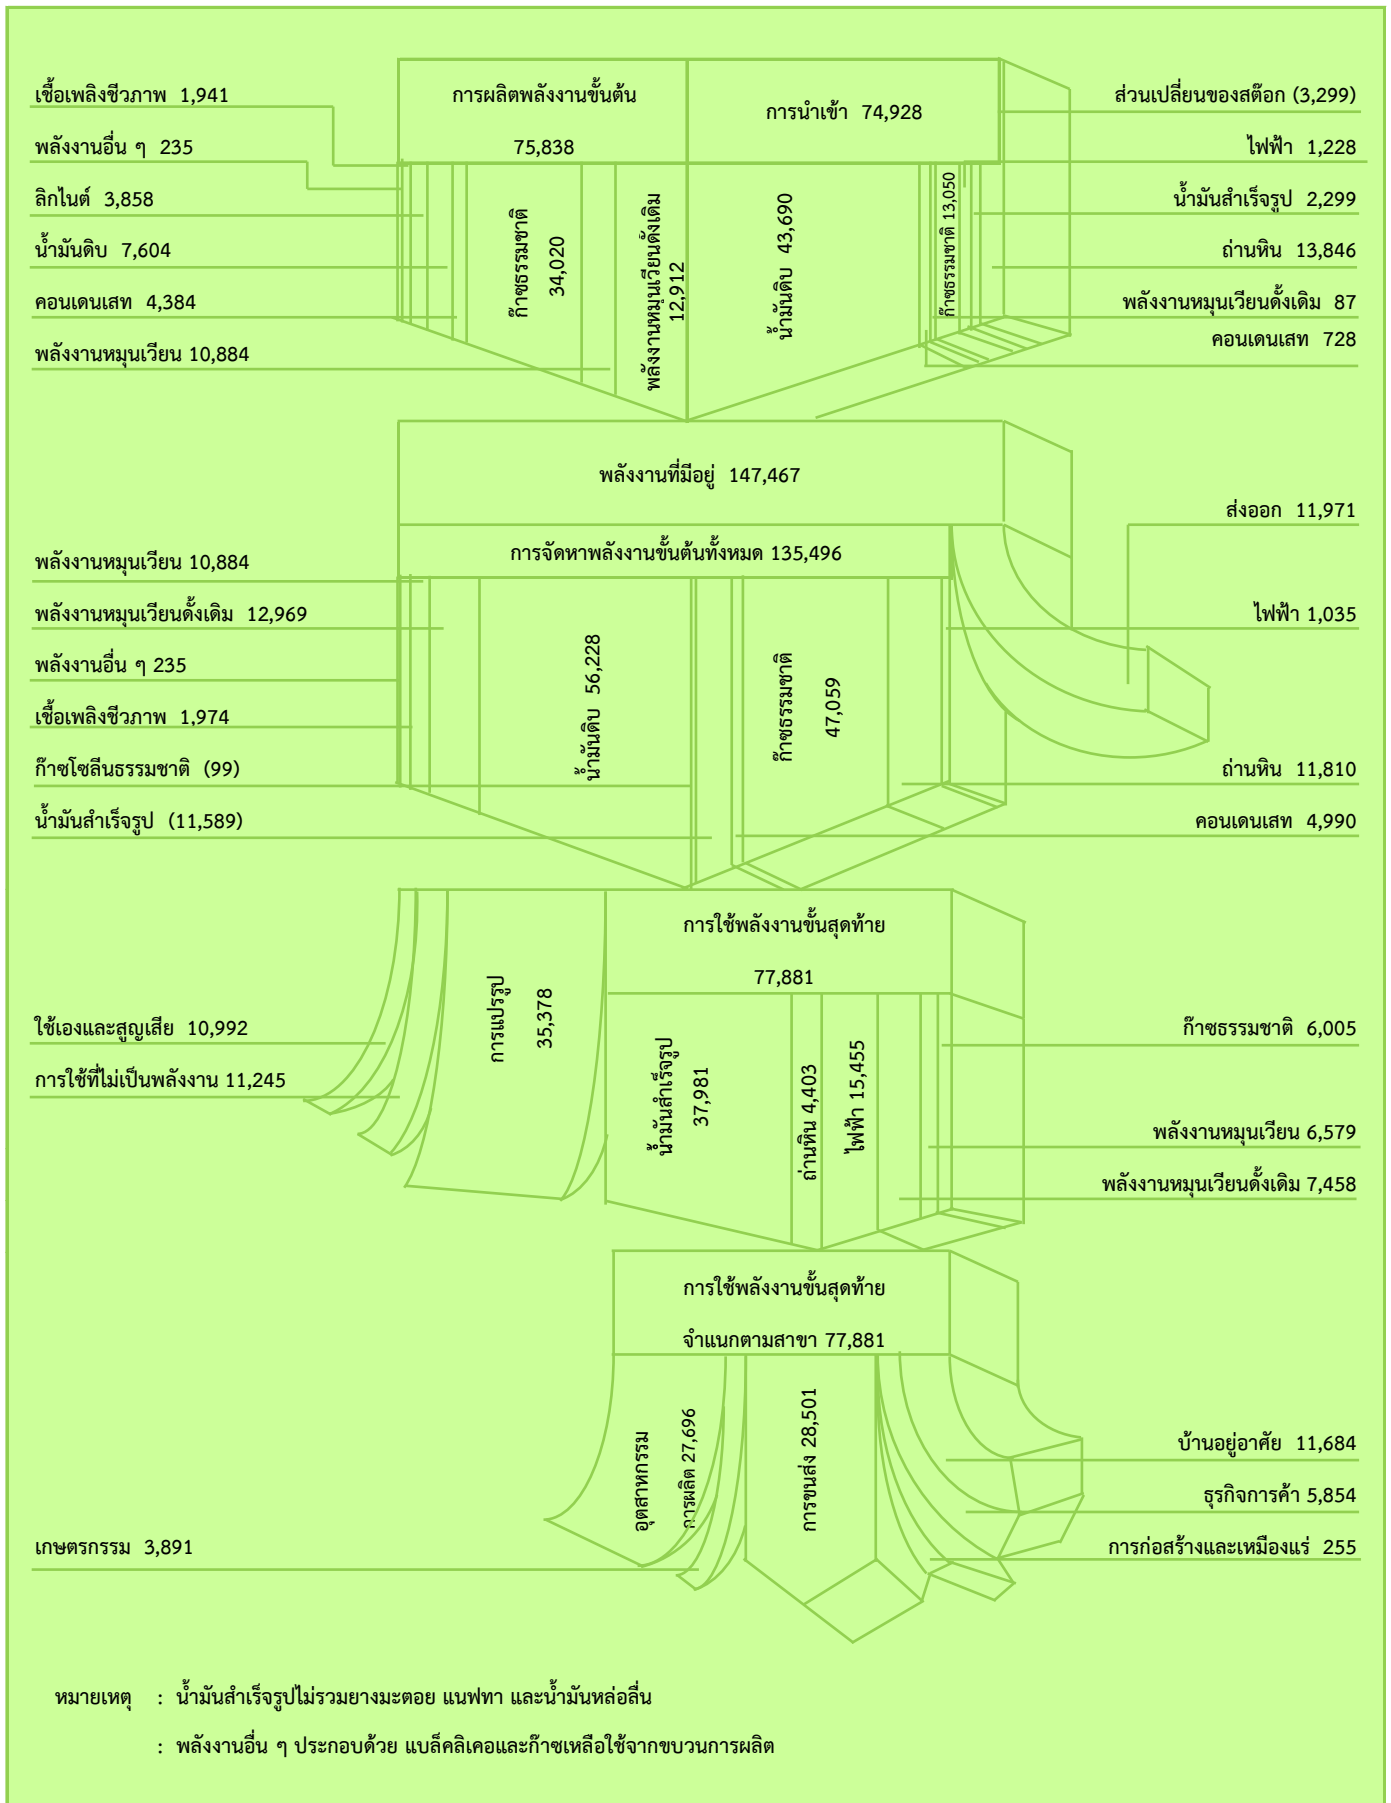 การผลิตพลังงานขั้นต้น
75,838
การนำเข้า 74,928
เชื้อเพลิงชีวภาพ 1,941
พลังงานอื่น ๆ 235
ลิกไนต์ 3,858
น้ำมันดิบ 7,604
คอนเดนเสท 4,384
พลังงานหมุนเวียน 10,884
ก๊าซธรรมชาติ
34,020
พลังงานหมุนเวียนดั้งเดิม
12,912
น้ำมันดิบ 43,690
ก๊าซธรรมชาติ 13,050
ส่วนเปลี่ยนของสต๊อก (3,299)
ไฟฟ้า 1,228
น้ำมันสำเร็จรูป 2,299
ถ่านหิน 13,846
พลังงานหมุนเวียนดั้งเดิม 87
คอนเดนเสท 728
พลังงานที่มีอยู่ 147,467
การจัดหาพลังงานขั้นต้นทั้งหมด 135,496
พลังงานหมุนเวียน 10,884
พลังงานหมุนเวียนดั้งเดิม 12,969
พลังงานอื่น ๆ 235
เชื้อเพลิงชีวภาพ 1,974
ก๊าซโซลีนธรรมชาติ (99)
น้ำมันสำเร็จรูป (11,589)
น้ำมันดิบ 56,228
ก๊าซธรรมชาติ
47,059
ส่งออก 11,971
ไฟฟ้า 1,035
ถ่านหิน 11,810
คอนเดนเสท 4,990
การใช้พลังงานขั้นสุดท้าย
77,881
ใช้เองและสูญเสีย 10,992
การใช้ที่ไม่เป็นพลังงาน 11,245
การแปรรูป
35,378
น้ำมันสำเร็จรูป
37,981
ถ่านหิน 4,403
ไฟฟ้า 15,455
ก๊าซธรรมชาติ 6,005
พลังงานหมุนเวียน 6,579
พลังงานหมุนเวียนดั้งเดิม 7,458
การใช้พลังงานขั้นสุดท้าย
จำแนกตามสาขา 77,881
อุตสาหกรรม
การผลิต 27,696
การขนส่ง 28,501
เกษตรกรรม 3,891
บ้านอยู่อาศัย 11,684
ธุรกิจการค้า 5,854
การก่อสร้างและเหมืองแร่ 255
หมายเหตุ : น้ำมันสำเร็จรูปไม่รวมยางมะตอย แนฟทา และน้ำมันหล่อลื่น
: พลังงานอื่น ๆ ประกอบด้วย แบล็คลิเคอและก๊าซเหลือใช้จากขบวนการผลิต